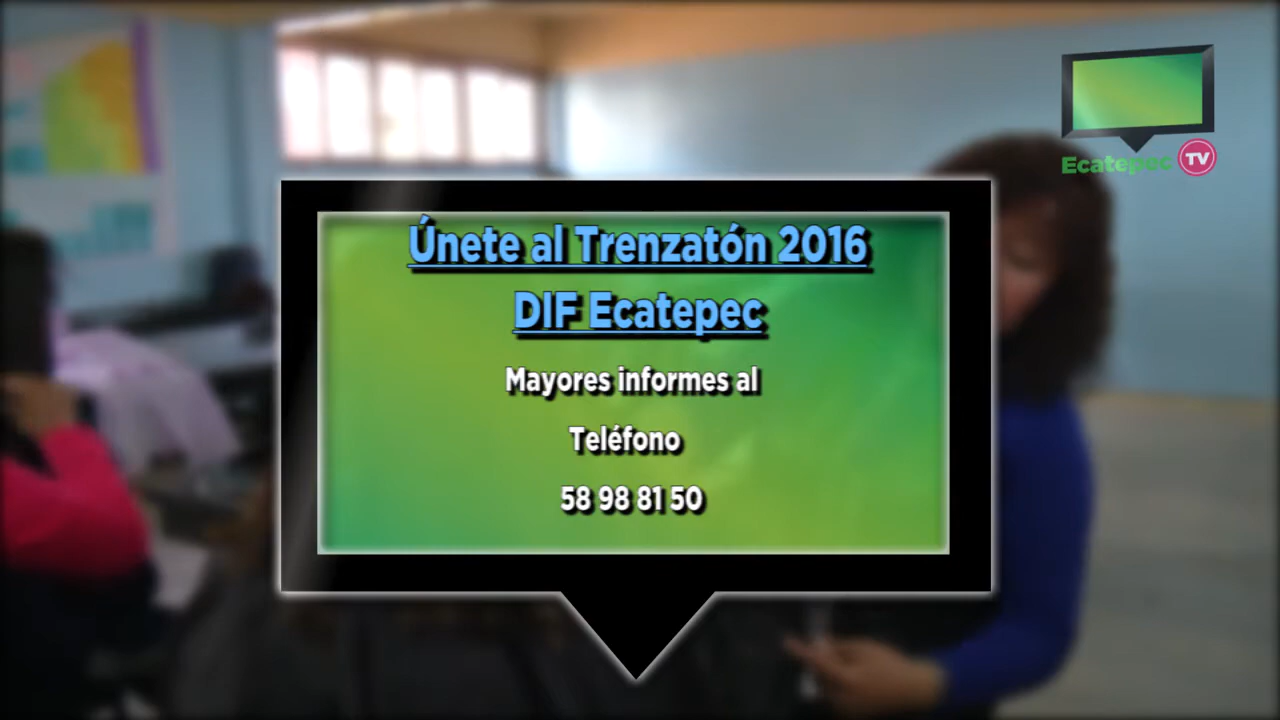 Ecatepec TV
Únete al Trenzatón 2016
DIF Ecatepec
Mayores informes al
Teléfono
58 98 81 50